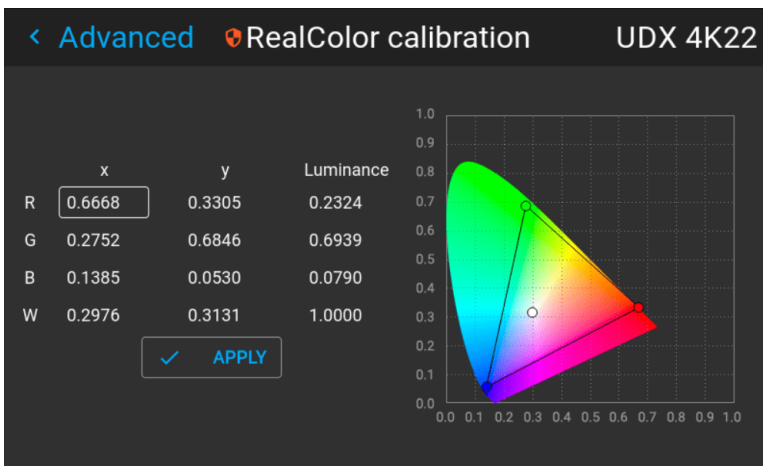 < Advanced RealColor calibration UDX 4K22
x y Luminance
R 0.6668 0.3305 0.2324
G 0.2752 0.6846 0.6939
B 0.1385 0.0530 0.0790
W 0.2976 0.3131 1.0000
APPLY
1.0
0.9
0.8
0.7
0.6
0.5
0.4
0.3
0.2
0.1
0.0
0.0 0.1 0.2 0.3 0.4 0.5 0.6 0.7 0.8 0.9 1.0